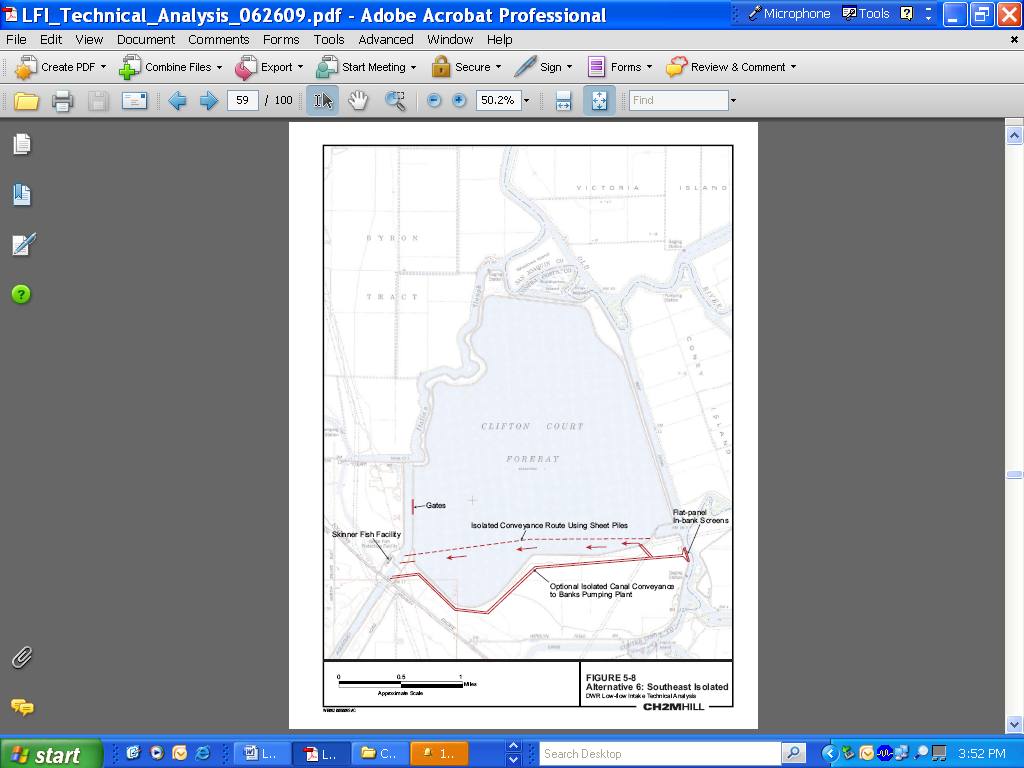 LFI_Technical_Analysis_062609.pdf - Adobe Acrobat Professional
Microphone Tools
File Edit View Document Comments Forms Tools Advanced Window Help
Create PDF Combine Files Export Start Meeting Secure Sign Forms Review & Comment
59 / 100 50.2% Find
VICTORIA ISLAND
BYRON
OLD
TRACT
RIVER
CONEY
ISLAND
CLIFTON COURT
FOREBAY
Gates
Flat-panel
In-bank Screens
Isolated Conveyance Route Using Sheet Piles
Skinner Fish Facility
Optional Isolated Canal Conveyance
to Banks Pumping Plant
0 0.5 1
Miles
Approximate Scale
FIGURE 5-8
Alternative 6: Southeast Isolated
DWR Low-flow Intake Technical Analysis
CH2MHILL
start L... L... C... 1... Search Desktop 3:52 PM